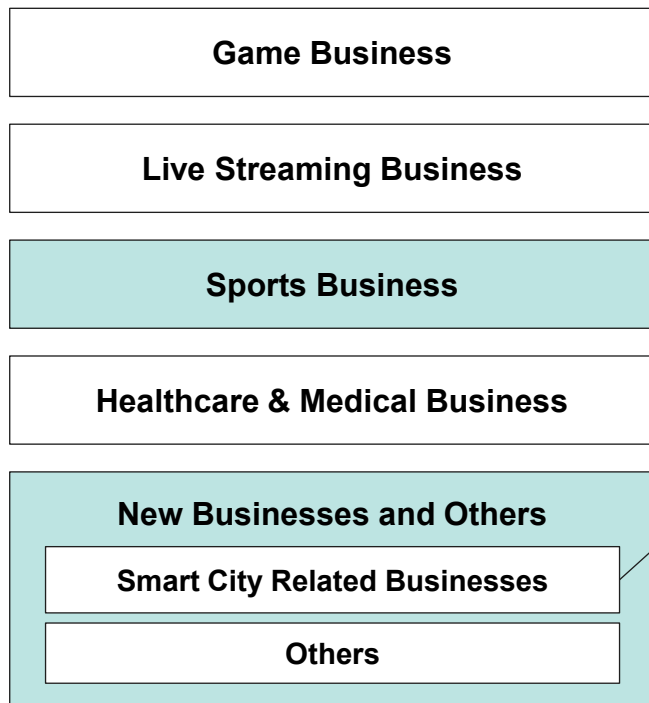 Game Business
Live Streaming Business
Sports Business
Healthcare & Medical Business
New Businesses and Others
Smart City Related Businesses
Others